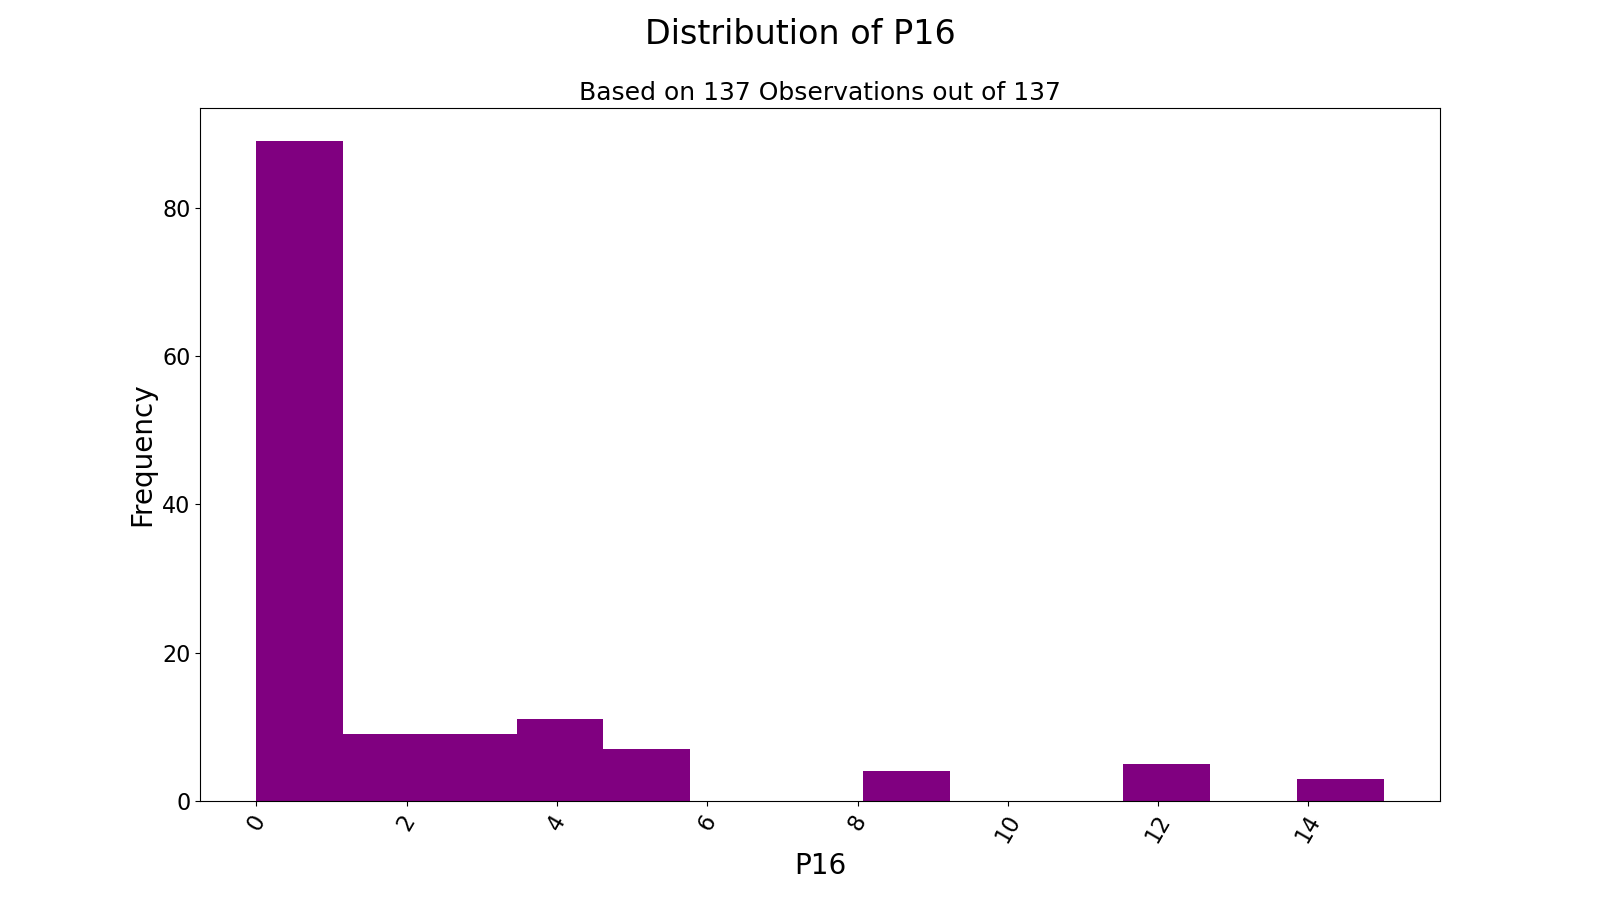 Distribution of P16
Based on 137 Observations out of 137
Frequency
80
60
40
20
0
0 2 4 6 8 10 12 14
P16